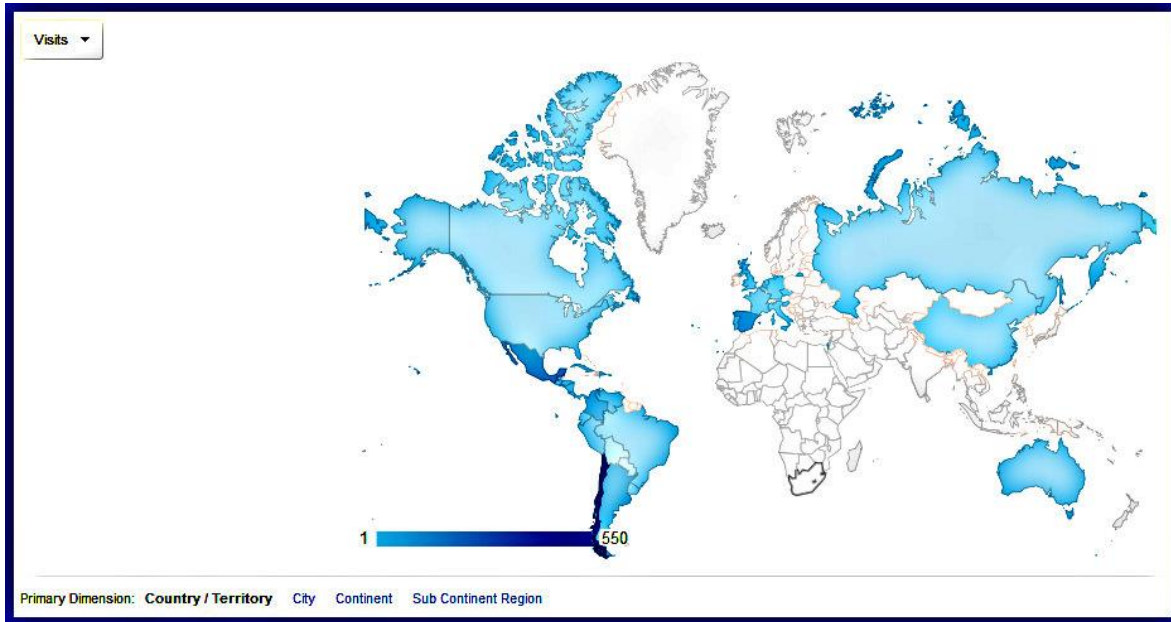 Visits
1 550
Primary Dimension: Country / Territory City Continent Sub Continent Region